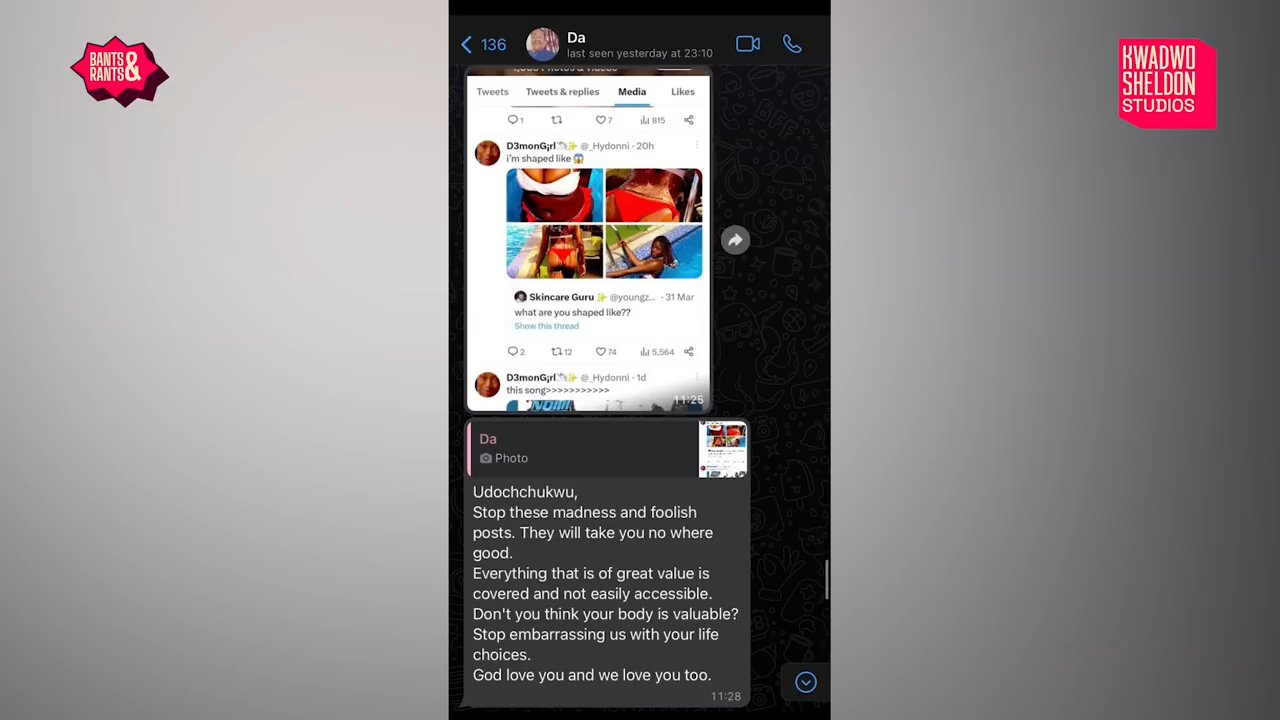 BANTS &
RANTS
KWADWO
SHELDON
STUDIOS
136
Da
last seen yesterday at 23:10
Tweets Tweets & replies Media Likes
1 7 815
D3monGirl @_Hydonni · 20h
i'm shaped like 😱
Skincare Guru ✨ @youngz... · 31 Mar
what are you shaped like??
Show this thread
2 12 74 5,564
D3monGirl @_Hydonni · 1d
this song>>>>>>>>>>>
11:25
Da
Photo
Udochchukwu,
Stop these madness and foolish
posts. They will take you no where
good.
Everything that is of great value is
covered and not easily accessible.
Don't you think your body is valuable?
Stop embarrassing us with your life
choices.
God love you and we love you too.
11:28